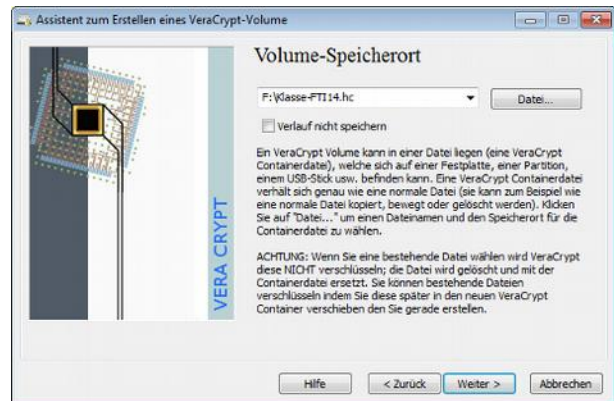 Assistent zum Erstellen eines VeraCrypt-Volume
Volume-Speicherort
F:\Klasse-FTI14.hc
Datei...
Verlauf nicht speichern
Ein VeraCrypt Volume kann in einer Datei liegen (eine VeraCrypt
Containerdatei), welche sich auf einer Festplatte, einer Partition,
einem USB-Stick usw. befinden kann. Eine VeraCrypt Containerdatei
verhält sich genau wie eine normale Datei (sie kann zum Beispiel wie
eine normale Datei kopiert, bewegt oder gelöscht werden). Klicken
Sie auf "Datei..." um einen Dateinamen und den Speicherort für die
Containerdatei zu wählen.
ACHTUNG: Wenn Sie eine bestehende Datei wählen wird VeraCrypt
diese NICHT verschlüsseln; die Datei wird gelöscht und mit der
Containerdatei ersetzt. Sie können bestehende Dateien
verschlüsseln indem Sie diese später in den neuen VeraCrypt
Container verschieben den Sie gerade erstellen.
VERA CRYPT
Hilfe
< Zurück
Weiter >
Abbrechen